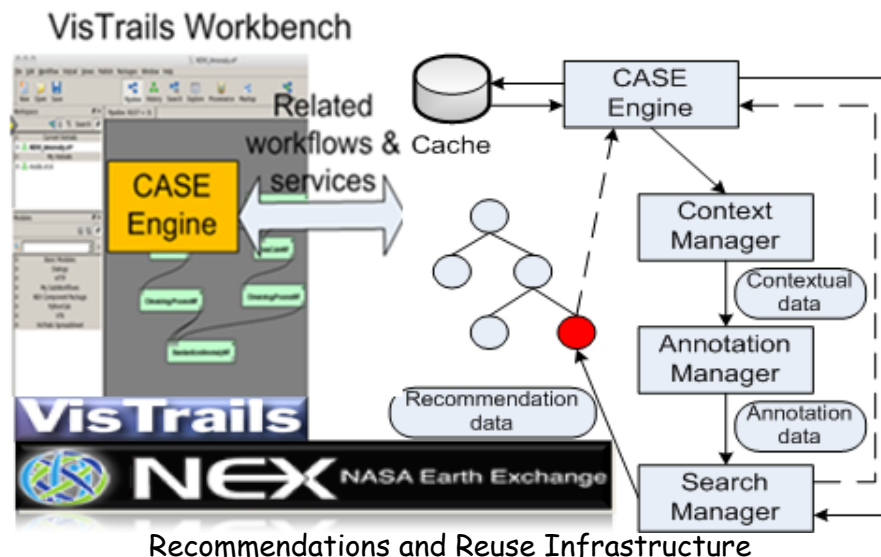 VisTrails Workbench
CASE
Engine
Related
workflows &
services
Cache
CASE
Engine
Context
Manager
Contextual
data
Annotation
Manager
Annotation
data
Search
Manager
Recommendation
data
VisTrails
NEX NASA Earth Exchange
Recommendations and Reuse Infrastructure